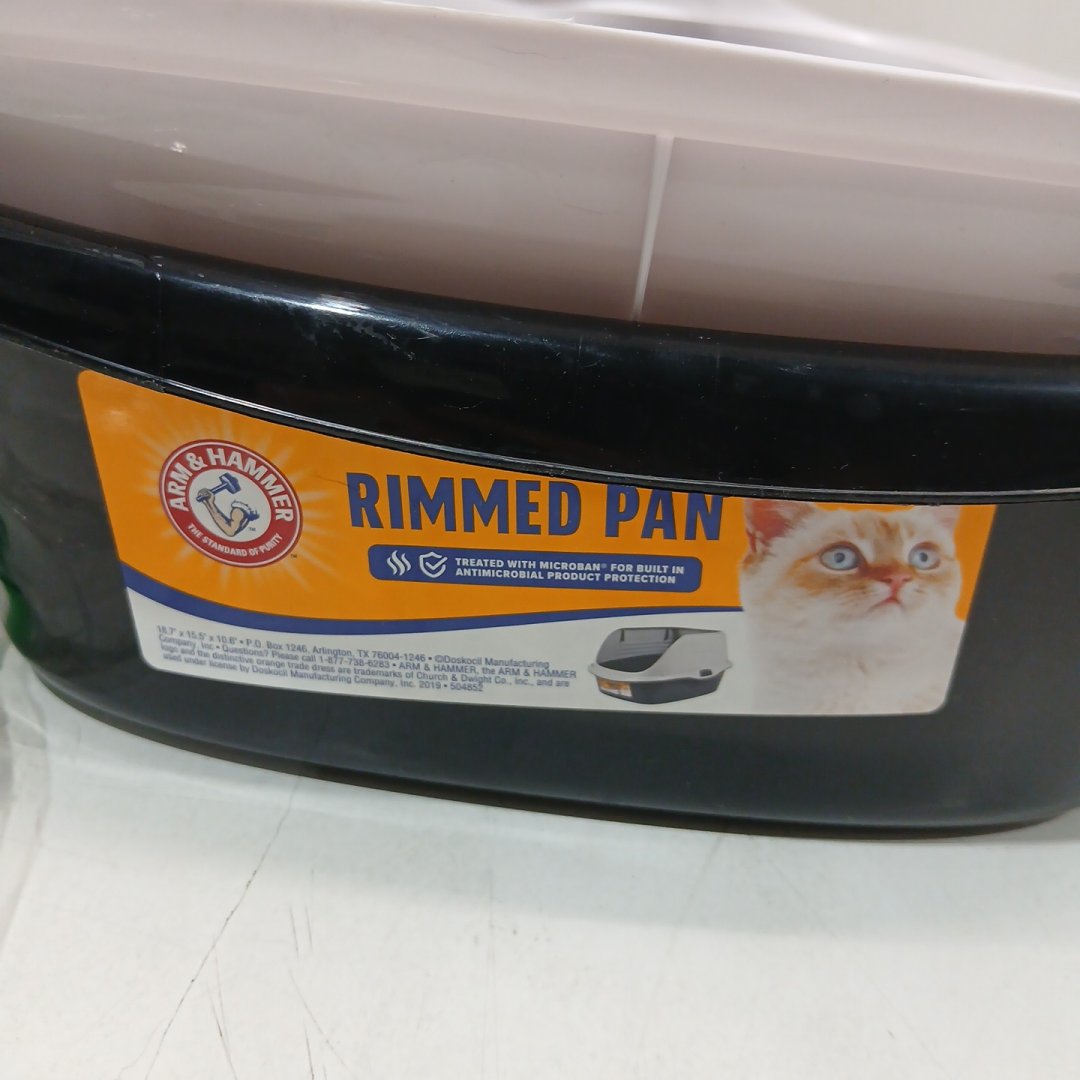 ARM & HAMMER
THE STANDARD OF PURITY
™
RIMMED PAN
TREATED WITH MICROBAN® FOR BUILT IN
ANTIMICROBIAL PRODUCT PROTECTION
18.7" x 15.5" x 10.6" • P.O. Box 1246, Arlington, TX 76004-1246 • ©Doskocil Manufacturing
Company, Inc • Questions? Please call 1-877-738-6283 • ARM & HAMMER, the ARM & HAMMER
logo and the distinctive orange trade dress are trademarks of Church & Dwight Co., Inc., and are
used under license by Doskocil Manufacturing Company, Inc. 2019 • 504852